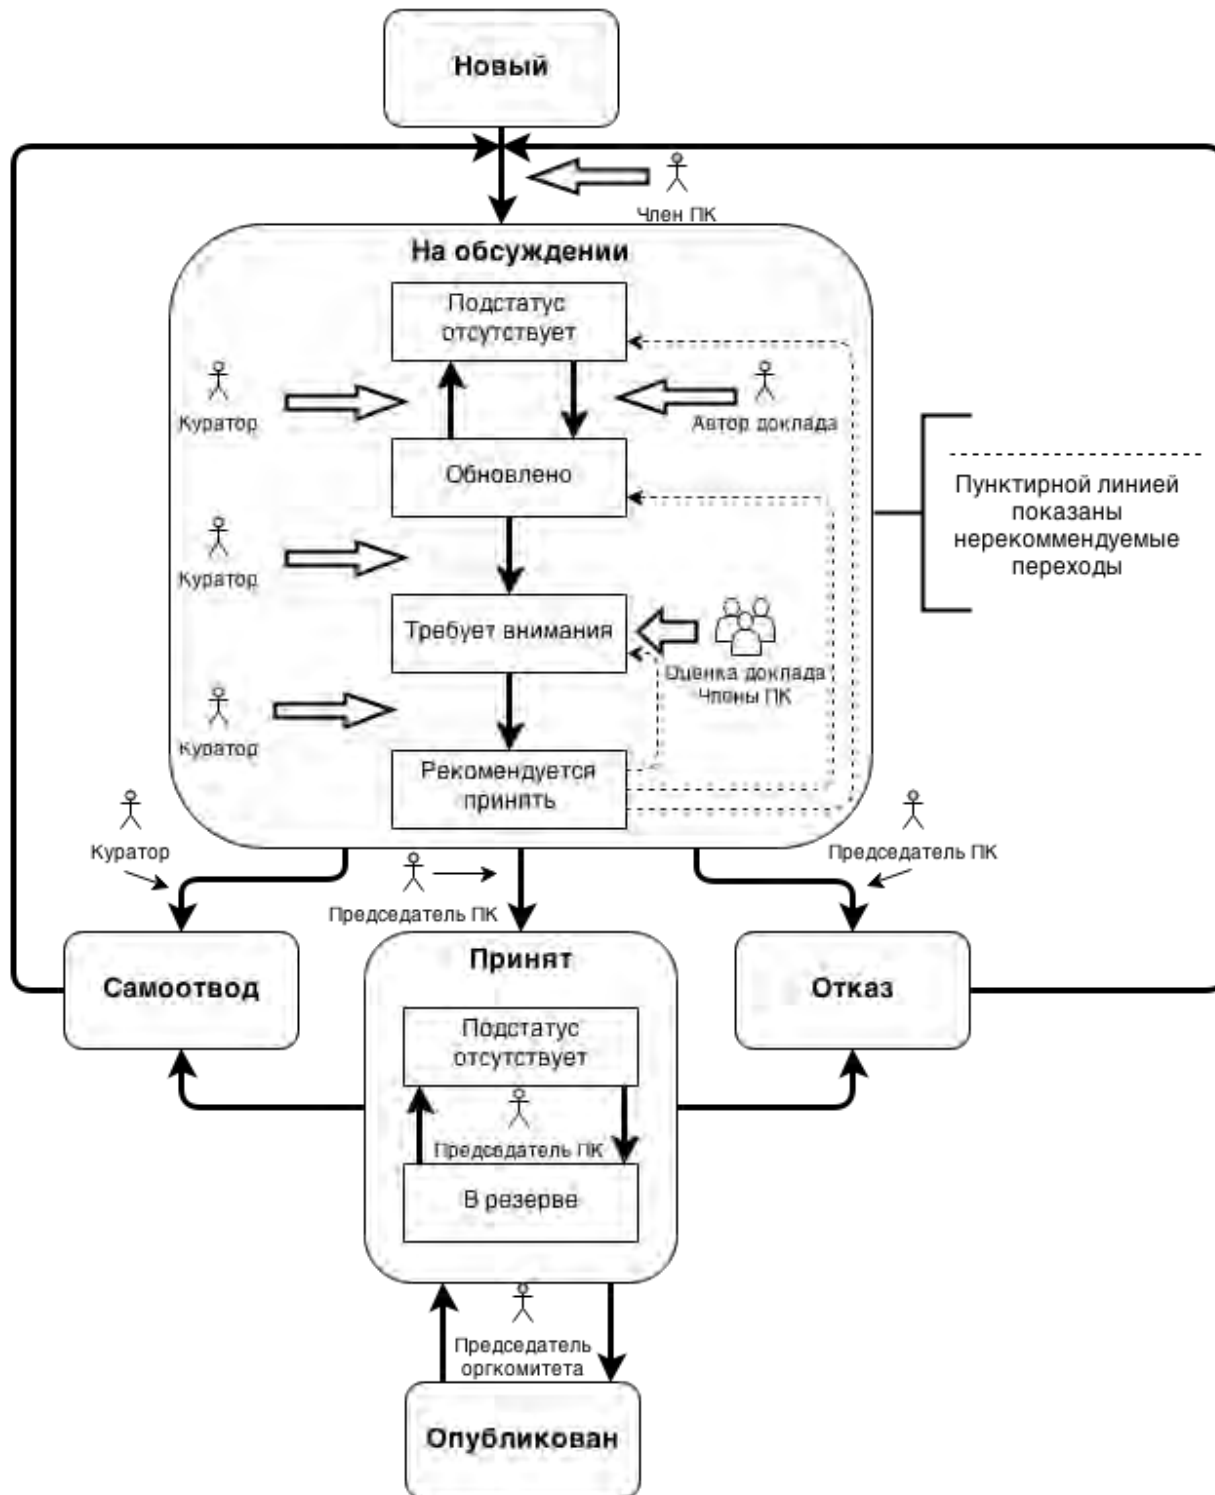 Новый
Член ПК
На обсуждении
Подстатус
отсутствует
Куратор
Автор доклада
Обновлено
Пунктирной линией
показаны
нерекоммендуемые
переходы
Куратор
Требует внимания
Оценка доклада
Члены ПК
Куратор
Рекомендуется
принять
Куратор
Председатель ПК
Председатель ПК
Самоотвод
Принят
Отказ
Подстатус
отсутствует
Председатель ПК
В резерве
Председатель
оргкомитета
Опубликован